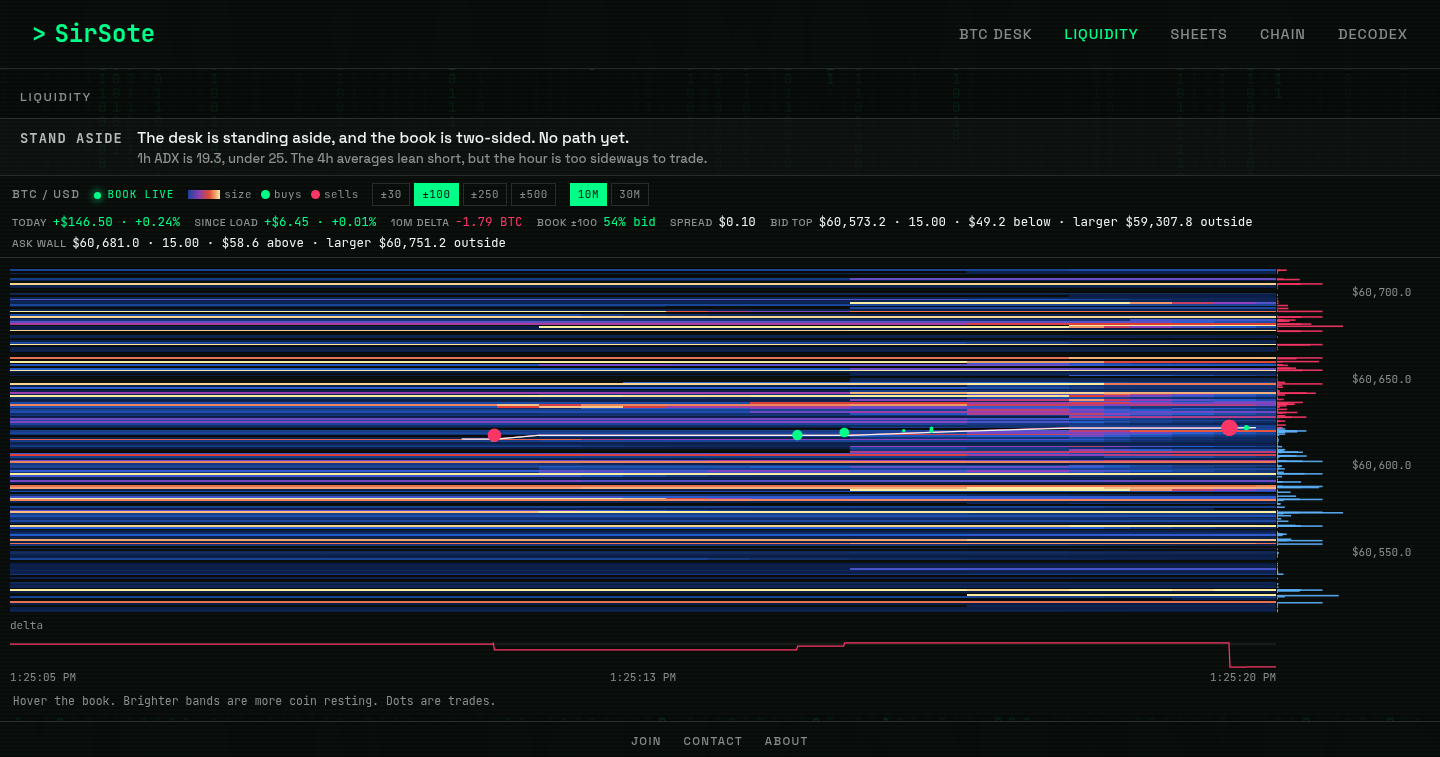 > SirSote
BTC DESK LIQUIDITY SHEETS CHAIN DECODEX
LIQUIDITY
STAND ASIDE The desk is standing aside, and the book is two-sided. No path yet.
1h ADX is 19.3, under 25. The 4h averages lean short, but the hour is too sideways to trade.
BTC / USD BOOK LIVE size buys sells ±30 ±100 ±250 ±500 10M 30M
TODAY +$146.50 · +0.24% SINCE LOAD +$6.45 · +0.01% 10M DELTA -1.79 BTC BOOK ±100 54% bid SPREAD $0.10 BID TOP $60,573.2 · 15.00 · $49.2 below · larger $59,307.8 outside
ASK WALL $60,681.0 · 15.00 · $58.6 above · larger $60,751.2 outside
$60,700.0
$60,650.0
$60,600.0
$60,550.0
delta
1:25:05 PM 1:25:13 PM 1:25:20 PM
Hover the book. Brighter bands are more coin resting. Dots are trades.
JOIN CONTACT ABOUT